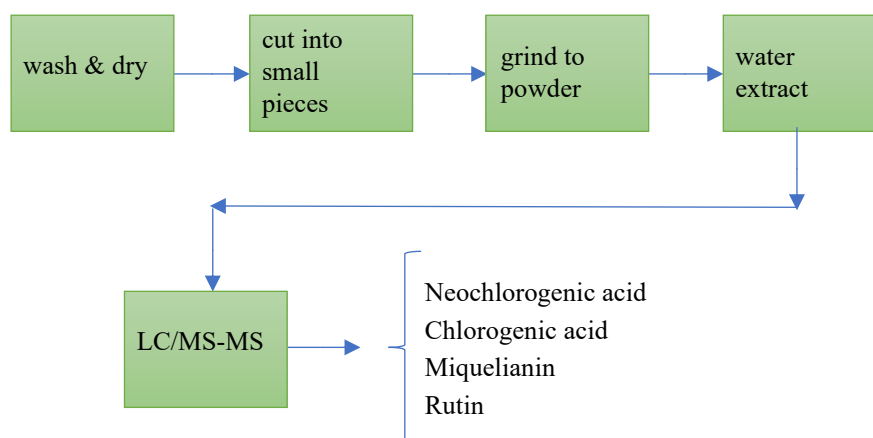 wash & dry
cut into
small
pieces
grind to
powder
water
extract
LC/MS-MS
Neochlorogenic acid
Chlorogenic acid
Miquelianin
Rutin